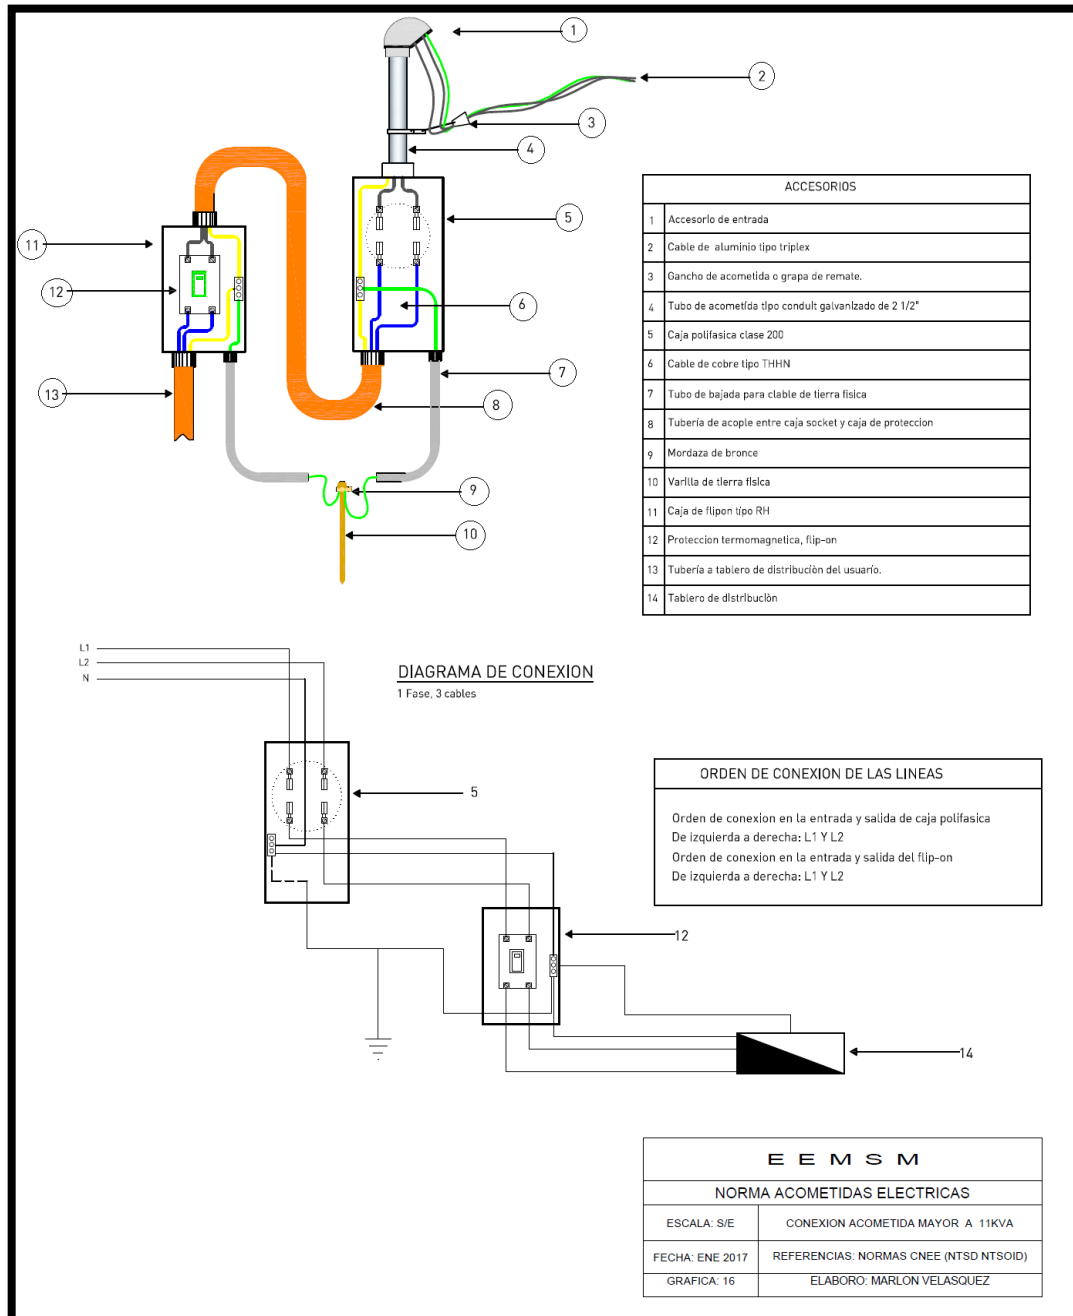 1
2
3
4
5
6
7
8
9
10
11
12
13
ACCESORIOS
1 Accesorio de entrada
2 Cable de aluminio tipo triplex
3 Gancho de acometida o grapa de remate.
4 Tubo de acometida tipo conduit galvanizado de 2 1/2"
5 Caja polifasica clase 200
6 Cable de cobre tipo THHN
7 Tubo de bajada para clable de tierra fisica
8 Tubería de acople entre caja socket y caja de proteccion
9 Mordaza de bronce
10 Varilla de tierra fisica
11 Caja de flipon tipo RH
12 Proteccion termomagnetica, flip-on
13 Tubería a tablero de distribuciòn del usuario.
14 Tablero de distribuciòn
L1
L2
N
DIAGRAMA DE CONEXION
1 Fase, 3 cables
5
12
14
ORDEN DE CONEXION DE LAS LINEAS
Orden de conexion en la entrada y salida de caja polifasica
De izquierda a derecha: L1 Y L2
Orden de conexion en la entrada y salida del flip-on
De izquierda a derecha: L1 Y L2
E E M S M
NORMA ACOMETIDAS ELECTRICAS
ESCALA: S/E CONEXION ACOMETIDA MAYOR A 11KVA
FECHA: ENE 2017 REFERENCIAS: NORMAS CNEE (NTSD NTSOID)
GRAFICA: 16 ELABORO: MARLON VELASQUEZ